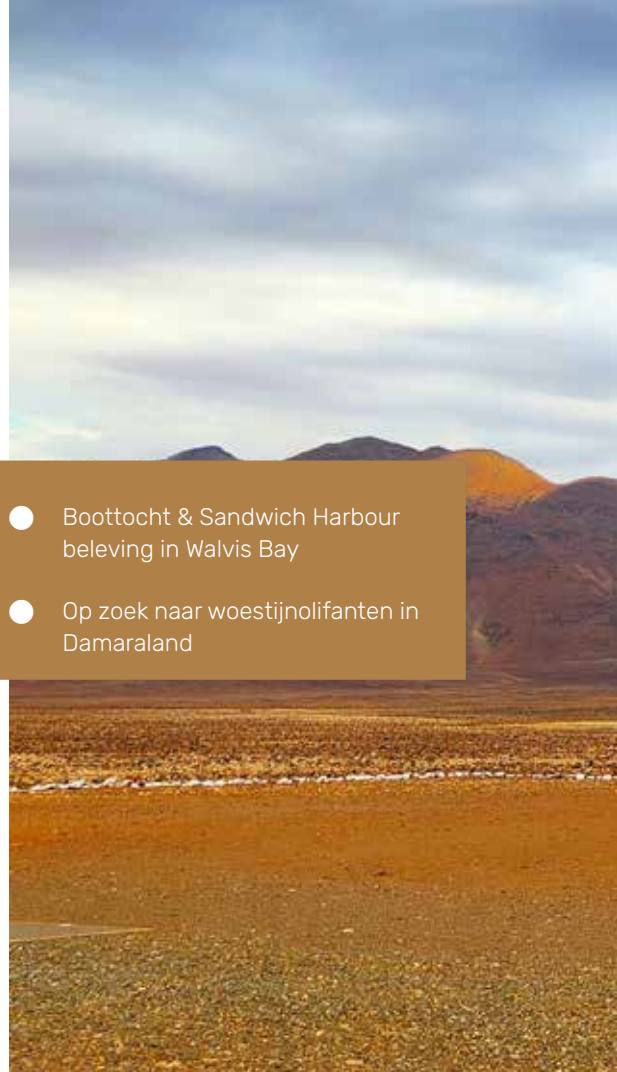 Boottocht & Sandwich Harbour
beleving in Walvis Bay
Op zoek naar woestijnolifanten in
Damaraland